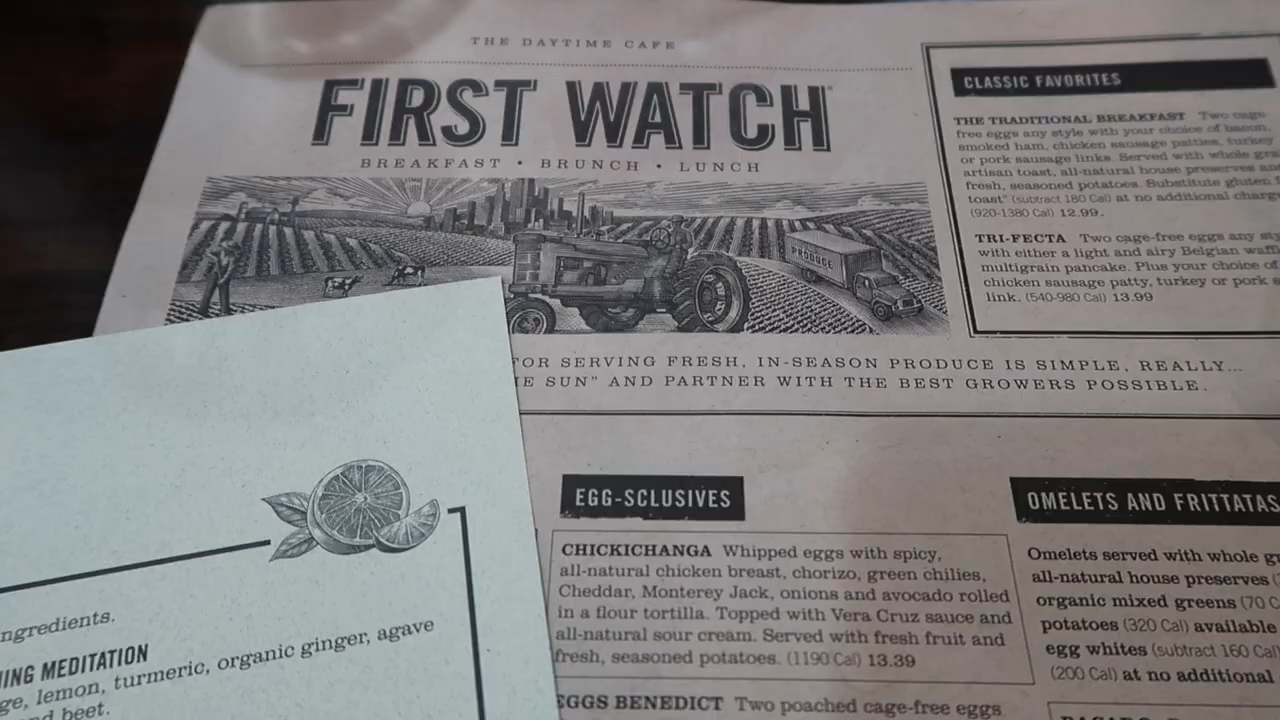 THE DAYTIME CAFE
FIRST WATCH
BREAKFAST • BRUNCH • LUNCH
PRODUCE
FOR SERVING FRESH, IN-SEASON PRODUCE IS SIMPLE, REALLY...
SUN" AND PARTNER WITH THE BEST GROWERS POSSIBLE.
CLASSIC FAVORITES
THE TRADITIONAL BREAKFAST Two cage-
free eggs any style with your choice of bacon,
smoked ham, chicken sausage patties, turkey
or pork sausage links. Served with whole
artisan toast, all-natural house preserves
fresh, seasoned potatoes. Substitute gluten
toast* (subtract 180 Cal) at no additional
(920-1380 Cal) 12.99.
TRI-FECTA Two cage-free eggs any
with either a light and airy Belgian
multigrain pancake. Plus your choice of
chicken sausage patty, turkey or pork
link. (540-980 Cal) 13.99
EGG-SCLUSIVES
CHICKICHANGA Whipped eggs with spicy,
all-natural chicken breast, chorizo, green chilies,
Cheddar, Monterey Jack, onions and avocado rolled
in a flour tortilla. Topped with Vera Cruz sauce and
all-natural sour cream. Served with fresh fruit and
fresh, seasoned potatoes. (1190 Cal) 13.39
EGGS BENEDICT Two poached cage-free eggs
OMELETS AND FRITTATAS
Omelets served with whole
all-natural house preserves
organic mixed greens (70
potatoes (320 Cal) available
egg whites (subtract 160 Cal)
(200 Cal) at no additional
ngredients.
ING MEDITATION
ge, lemon, turmeric, organic ginger, agave
nd beet.